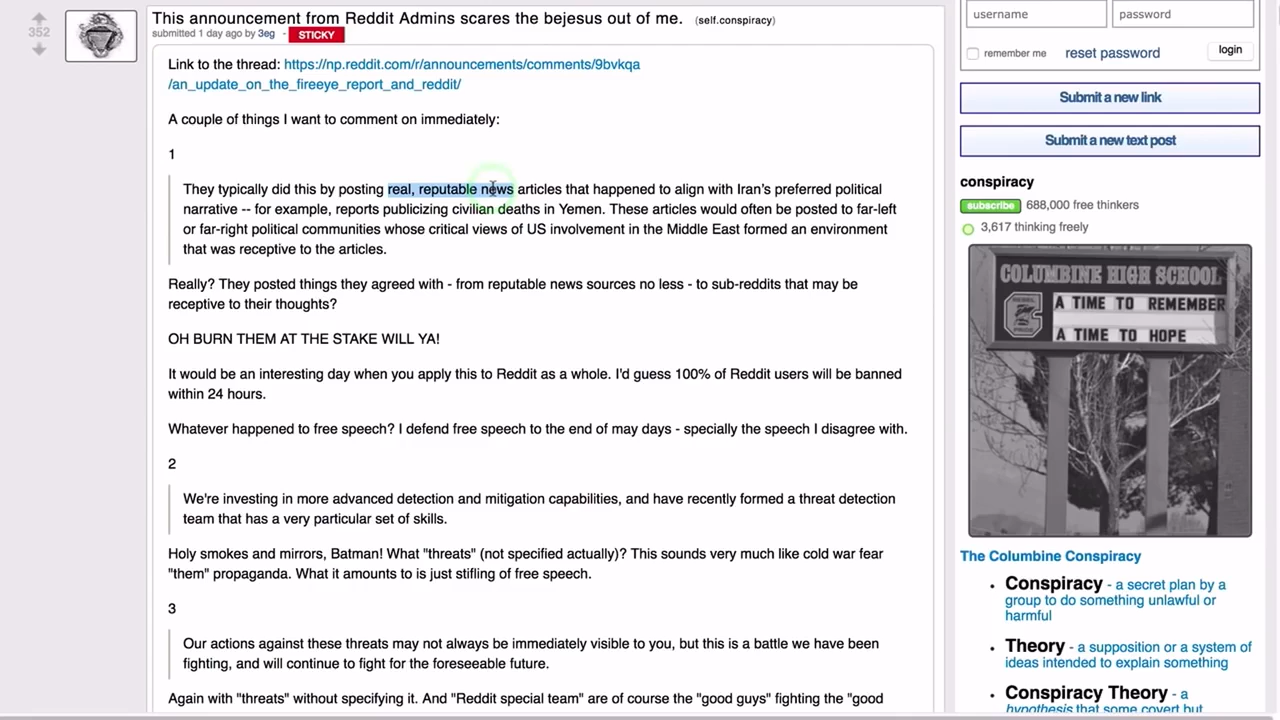 This announcement from Reddit Admins scares the bejesus out of me. (self.conspiracy)
352
submitted 1 day ago by 3eg - STICKY
Link to the thread: https://np.reddit.com/r/announcements/comments/9bvkqa
/an_update_on_the_fireeye_report_and_reddit/
A couple of things I want to comment on immediately:
1
They typically did this by posting real, reputable news articles that happened to align with Iran's preferred political
narrative -- for example, reports publicizing civilian deaths in Yemen. These articles would often be posted to far-left
or far-right political communities whose critical views of US involvement in the Middle East formed an environment
that was receptive to the articles.
Really? They posted things they agreed with - from reputable news sources no less - to sub-reddits that may be
receptive to their thoughts?
OH BURN THEM AT THE STAKE WILL YA!
It would be an interesting day when you apply this to Reddit as a whole. I'd guess 100% of Reddit users will be banned
within 24 hours.
Whatever happened to free speech? I defend free speech to the end of may days - specially the speech I disagree with.
2
We're investing in more advanced detection and mitigation capabilities, and have recently formed a threat detection
team that has a very particular set of skills.
Holy smokes and mirrors, Batman! What "threats" (not specified actually)? This sounds very much like cold war fear
"them" propaganda. What it amounts to is just stifling of free speech.
3
Our actions against these threats may not always be immediately visible to you, but this is a battle we have been
fighting, and will continue to fight for the foreseeable future.
Again with "threats" without specifying it. And "Reddit special team" are of course the "good guys" fighting the "good
username
password
remember me
reset password
login
Submit a new link
Submit a new text post
conspiracy
subscribe 688,000 free thinkers
3,617 thinking freely
COLUMBINE HIGH SCHOOL
A TIME TO REMEMBER
A TIME TO HOPE
The Columbine Conspiracy
Conspiracy - a secret plan by a
group to do something unlawful or
harmful
Theory - a supposition or a system of
ideas intended to explain something
Conspiracy Theory - a
hypothesis that some covert but